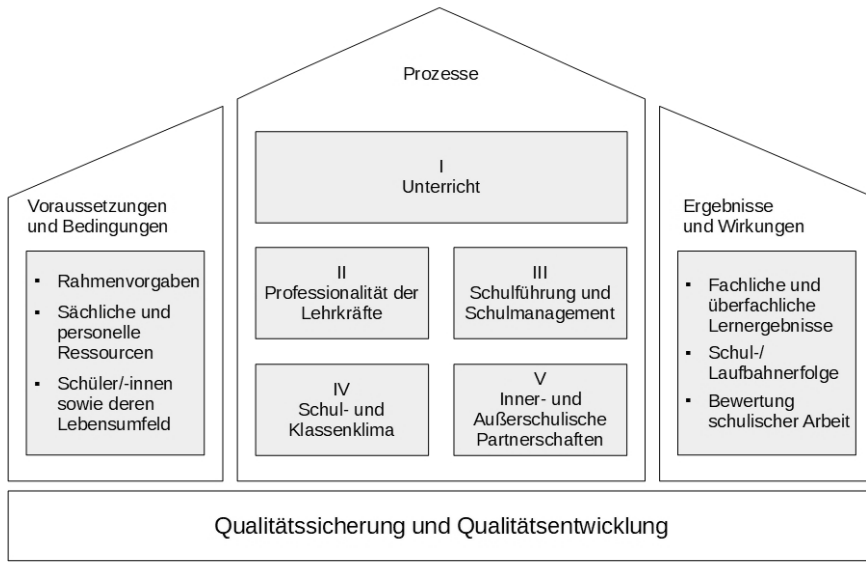 Prozesse
I
Unterricht
Voraussetzungen
und Bedingungen
▪ Rahmenvorgaben
▪ Sächliche und
personelle
Ressourcen
▪ Schüler/-innen
sowie deren
Lebensumfeld
II
Professionalität der
Lehrkräfte
III
Schulführung und
Schulmanagement
IV
Schul- und
Klassenklima
V
Inner- und
Außerschulische
Partnerschaften
Ergebnisse
und Wirkungen
▪ Fachliche und
überfachliche
Lernergebnisse
▪ Schul-/
Laufbahnerfolge
▪ Bewertung
schulischer Arbeit
Qualitätssicherung und Qualitätsentwicklung